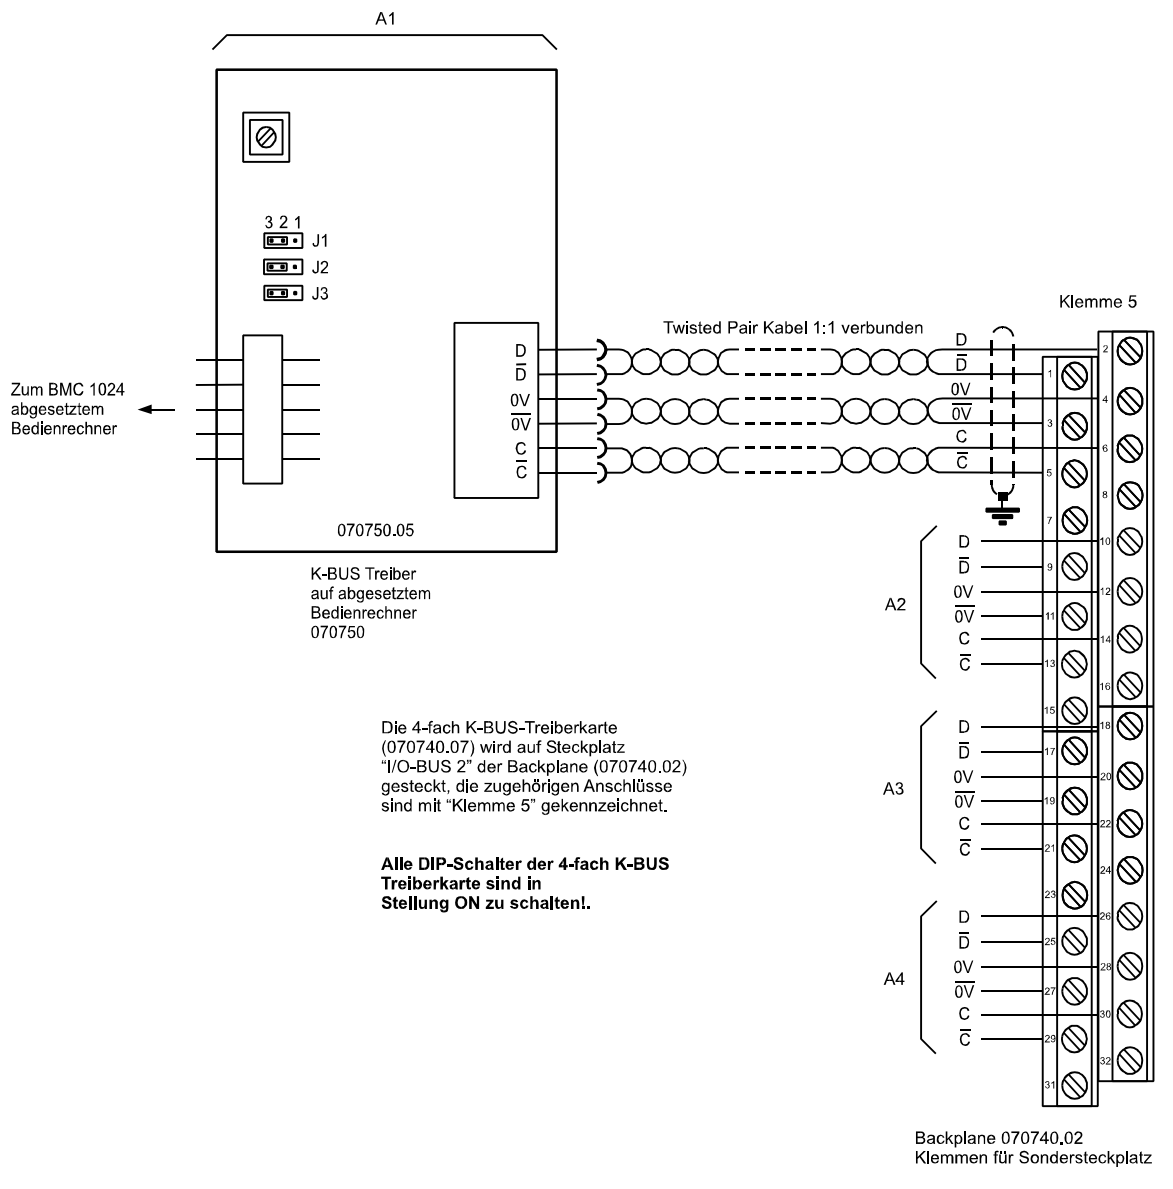 A1
3 2 1
J1
J2
J3
Klemme 5
Twisted Pair Kabel 1:1 verbunden
D
D̅
0V
0̅V̅
C
C̅
D
D̅
0V
0̅V̅
C
C̅
Zum BMC 1024
abgesetztem
Bedienrechner
070750.05
K-BUS Treiber
auf abgesetztem
Bedienrechner
070750
A2
D
D̅
0V
0̅V̅
C
C̅
Die 4-fach K-BUS-Treiberkarte
(070740.07) wird auf Steckplatz
“I/O-BUS 2” der Backplane (070740.02)
gesteckt, die zugehörigen Anschlüsse
sind mit “Klemme 5” gekennzeichnet.
Alle DIP-Schalter der 4-fach K-BUS
Treiberkarte sind in
Stellung ON zu schalten!.
A3
D
D̅
0V
0̅V̅
C
C̅
A4
D
D̅
0V
0̅V̅
C
C̅
2
1
4
3
6
5
8
7
10
9
12
11
14
13
16
15
18
17
20
19
22
21
24
23
26
25
28
27
30
29
32
31
Backplane 070740.02
Klemmen für Sondersteckplatz